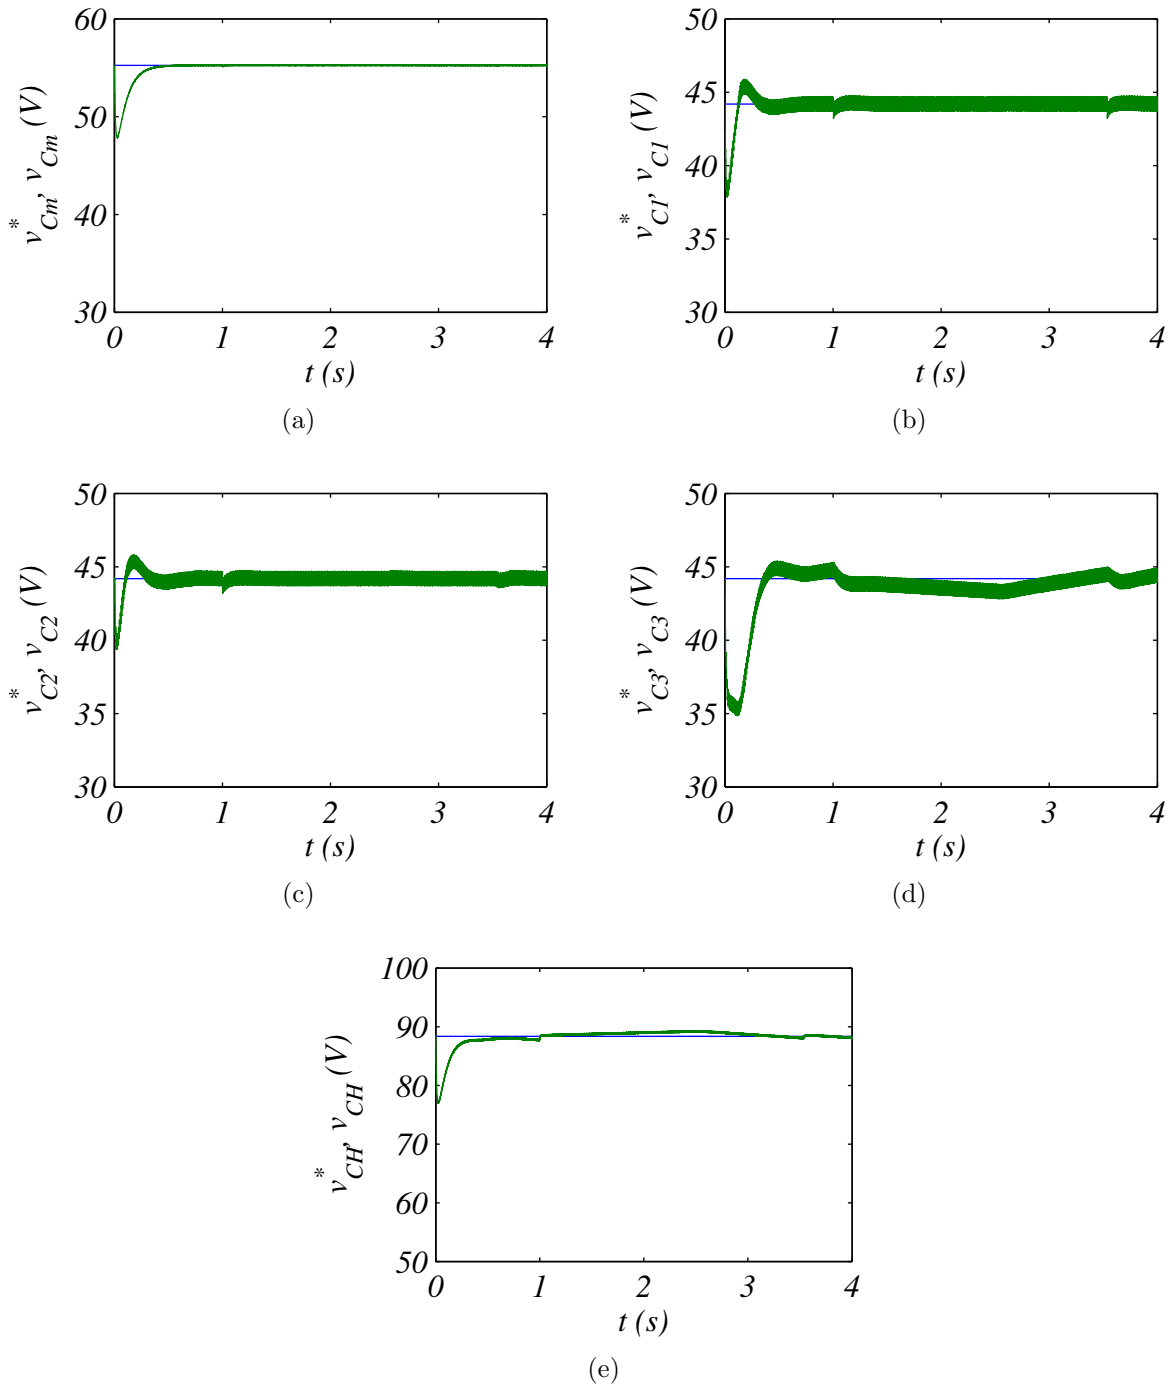 60
50
40
30
0 1 2 3 4
t (s)
v*Cm, vCm (V)
(a)
50
45
40
35
30
0 1 2 3 4
t (s)
v*C1, vC1 (V)
(b)
50
45
40
35
30
0 1 2 3 4
t (s)
v*C2, vC2 (V)
(c)
50
45
40
35
30
0 1 2 3 4
t (s)
v*C3, vC3 (V)
(d)
100
90
80
70
60
50
0 1 2 3 4
t (s)
v*CH, vCH (V)
(e)